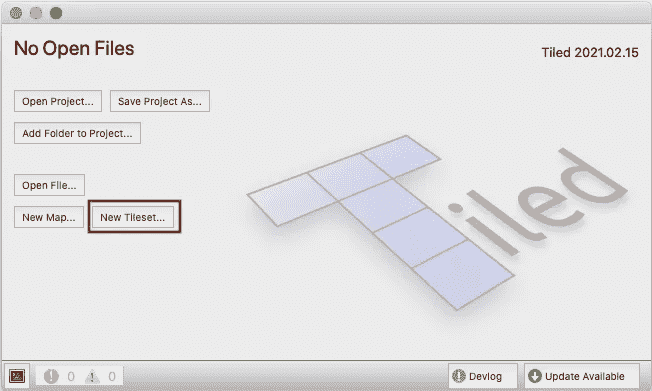 No Open Files
Tiled 2021.02.15
Open Project... Save Project As...
Add Folder to Project...
Open File...
New Map... New Tileset...
iled
0 0
Devlog Update Available